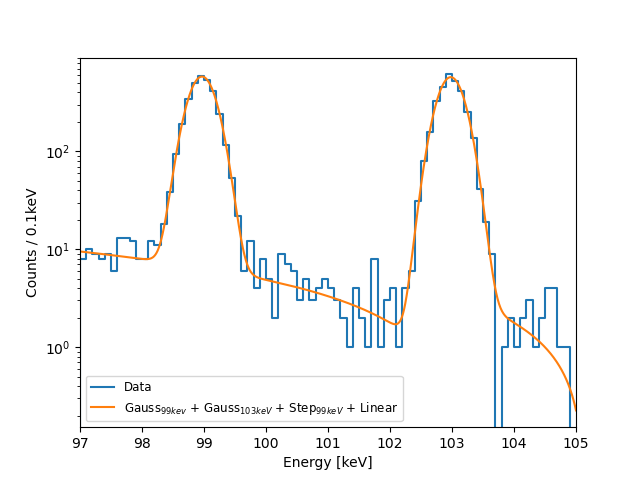 Counts / 0.1keV
10²
10¹
10⁰
Data
Gauss₉₉ₖₑᵥ + Gauss₁₀₃ₖₑV + Step₉₉ₖₑV + Linear
97 98 99 100 101 102 103 104 105
Energy [keV]